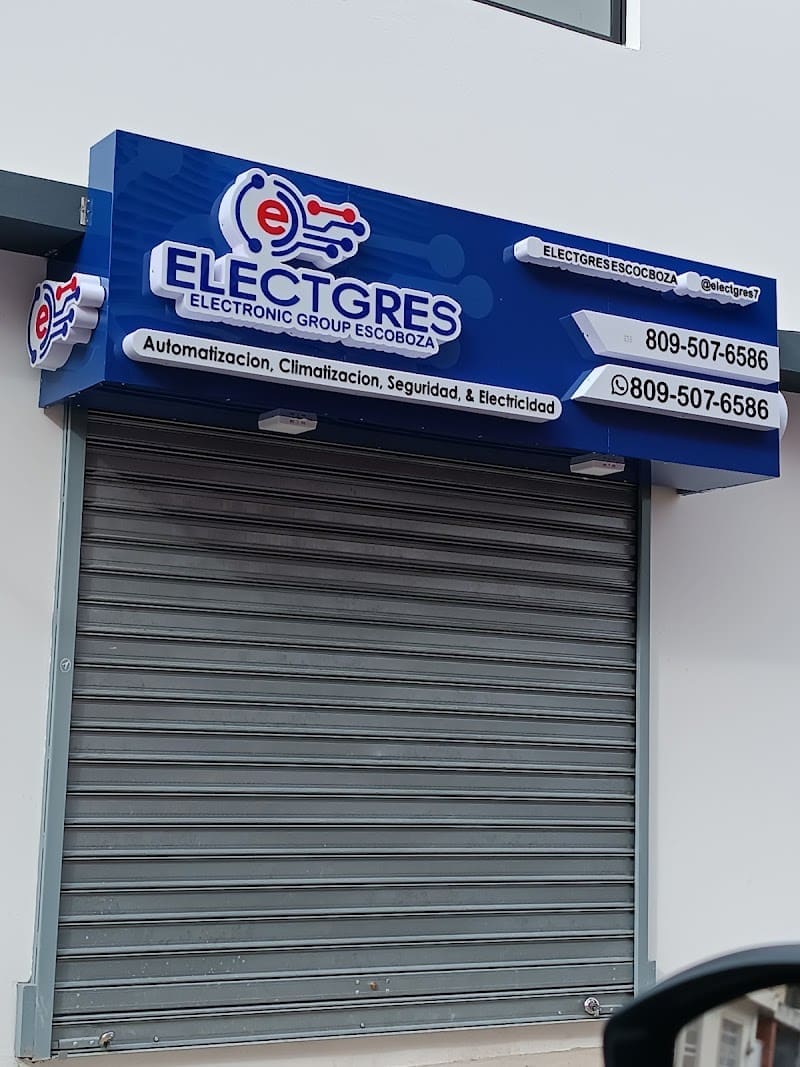 e
ELECTGRES
ELECTRONIC GROUP ESCOBOZA
Automatizacion, Climatizacion, Seguridad, & Electricidad
ELECTGRESESCOCBOZA @electgres7
809-507-6586
809-507-6586
e